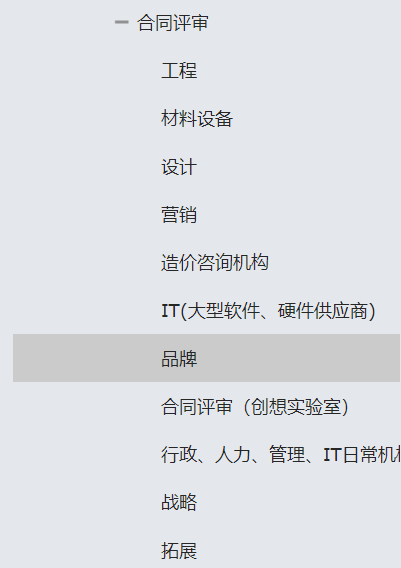 合同评审
工程
材料设备
设计
营销
造价咨询机构
IT(大型软件、硬件供应商)
品牌
合同评审（创想实验室）
行政、人力、管理、IT日常机
战略
拓展